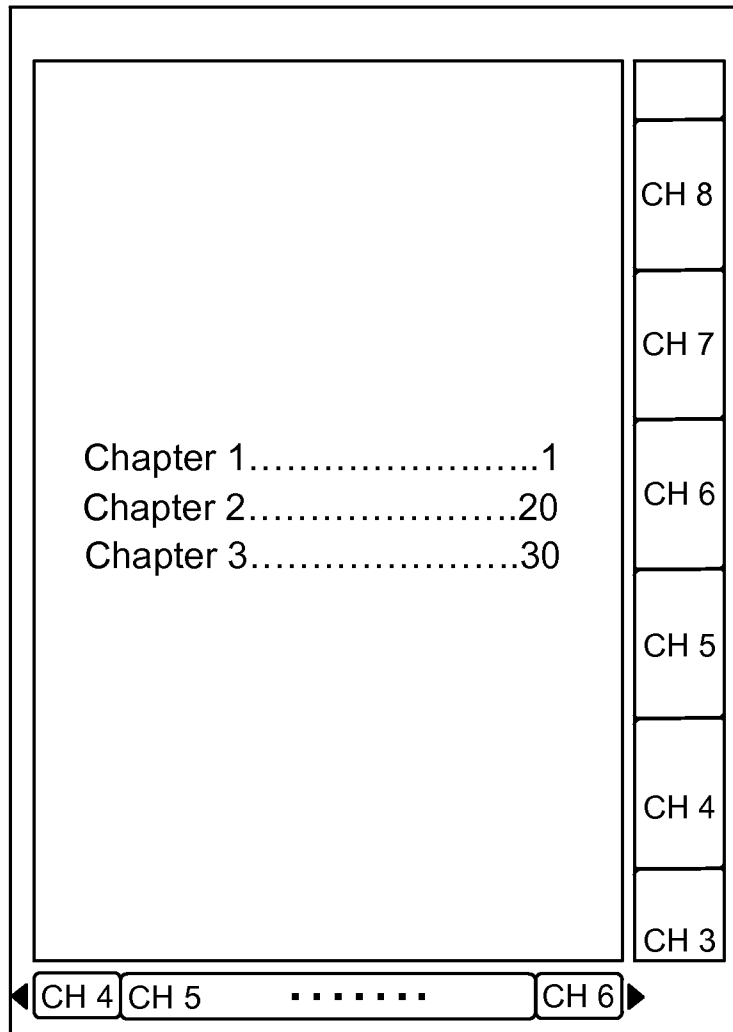 CH 8
CH 7
Chapter 1……………………..1
CH 6
Chapter 2………………….20
Chapter 3………………….30
CH 5
CH 4
CH 3
CH 4 CH 5 ....... CH 6